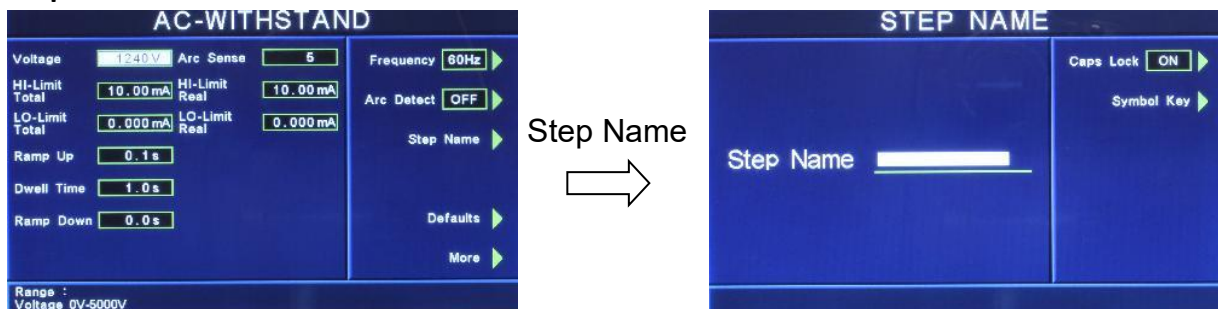 AC-WITHSTAND
Voltage 1240V Arc Sense 5
HI-Limit Total 10.00mA HI-Limit Real 10.00mA
LO-Limit Total 0.000mA LO-Limit Real 0.000mA
Ramp Up 0.1s
Dwell Time 1.0s
Ramp Down 0.0s
Frequency 60Hz
Arc Detect OFF
Step Name
Defaults
More
Range :
Voltage 0V-5000V
Step Name
STEP NAME
Step Name
Caps Lock ON
Symbol Key